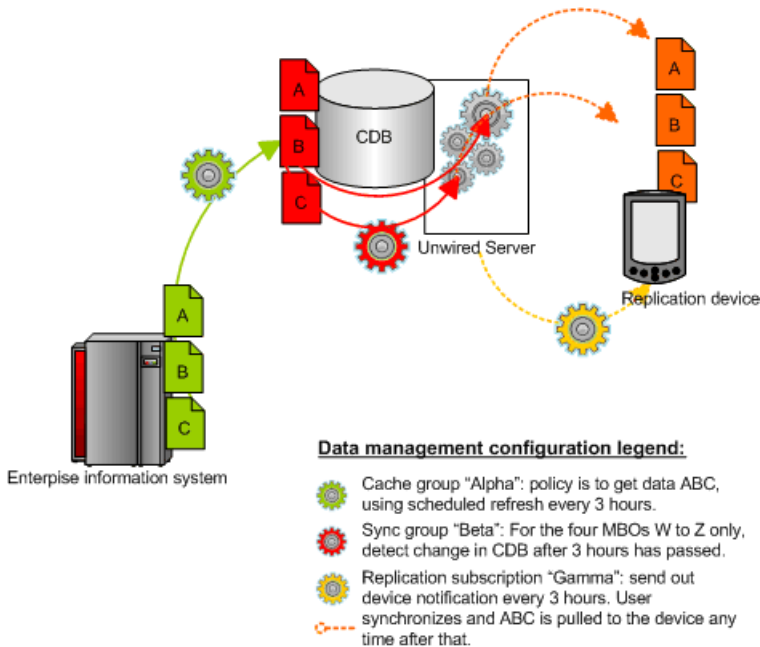 A
B
C
CDB
Unwired Server
A
B
C
Replication device
A
B
C
Enterpise information system
Data management configuration legend:
Cache group “Alpha”: policy is to get data ABC,
using scheduled refresh every 3 hours.
Sync group “Beta”: For the four MBOs W to Z only,
detect change in CDB after 3 hours has passed.
Replication subscription “Gamma”: send out
device notification every 3 hours. User
synchronizes and ABC is pulled to the device any
time after that.